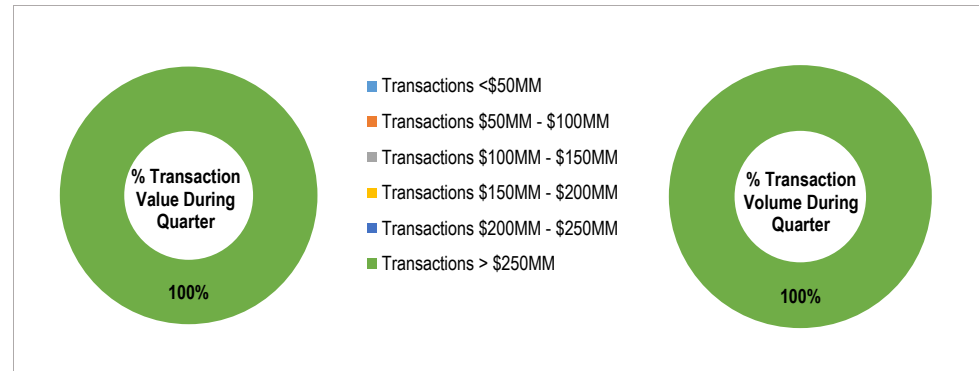 % Transaction
Value During
Quarter
100%
Transactions <$50MM
Transactions $50MM - $100MM
Transactions $100MM - $150MM
Transactions $150MM - $200MM
Transactions $200MM - $250MM
Transactions > $250MM
% Transaction
Volume During
Quarter
100%